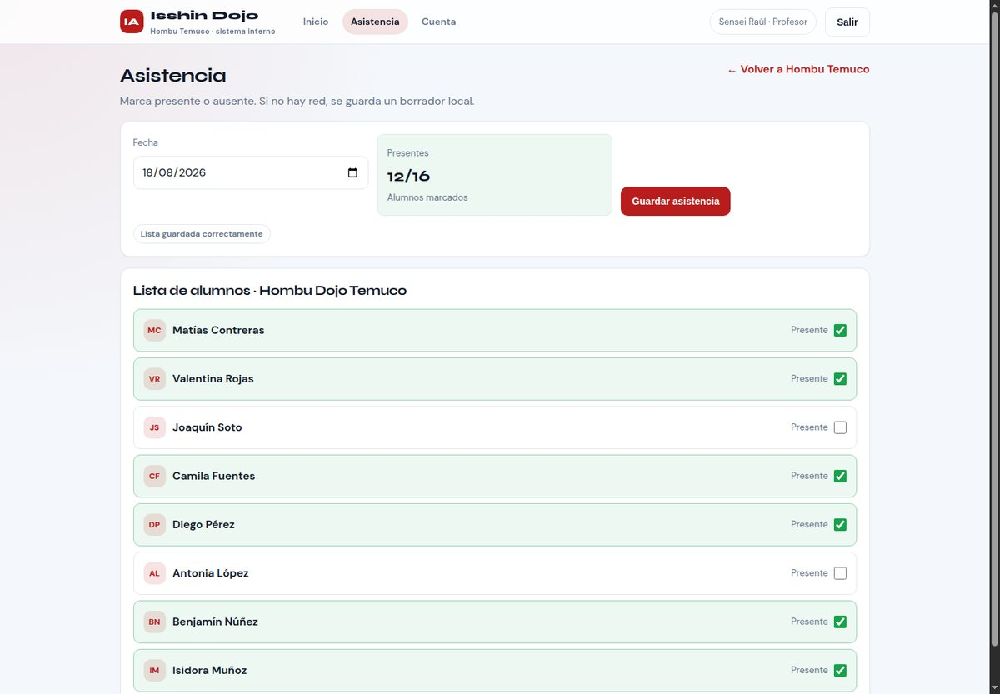 IA
Isshin Dojo
Hombu Temuco · sistema interno
Inicio
Asistencia
Cuenta
Sensei Raúl · Profesor
Salir
Asistencia
← Volver a Hombu Temuco
Marca presente o ausente. Si no hay red, se guarda un borrador local.
Fecha
18/08/2026
Presentes
12/16
Alumnos marcados
Guardar asistencia
Lista guardada correctamente
Lista de alumnos · Hombu Dojo Temuco
MC Matías Contreras Presente
VR Valentina Rojas Presente
JS Joaquín Soto Presente
CF Camila Fuentes Presente
DP Diego Pérez Presente
AL Antonia López Presente
BN Benjamín Núñez Presente
IM Isidora Muñoz Presente